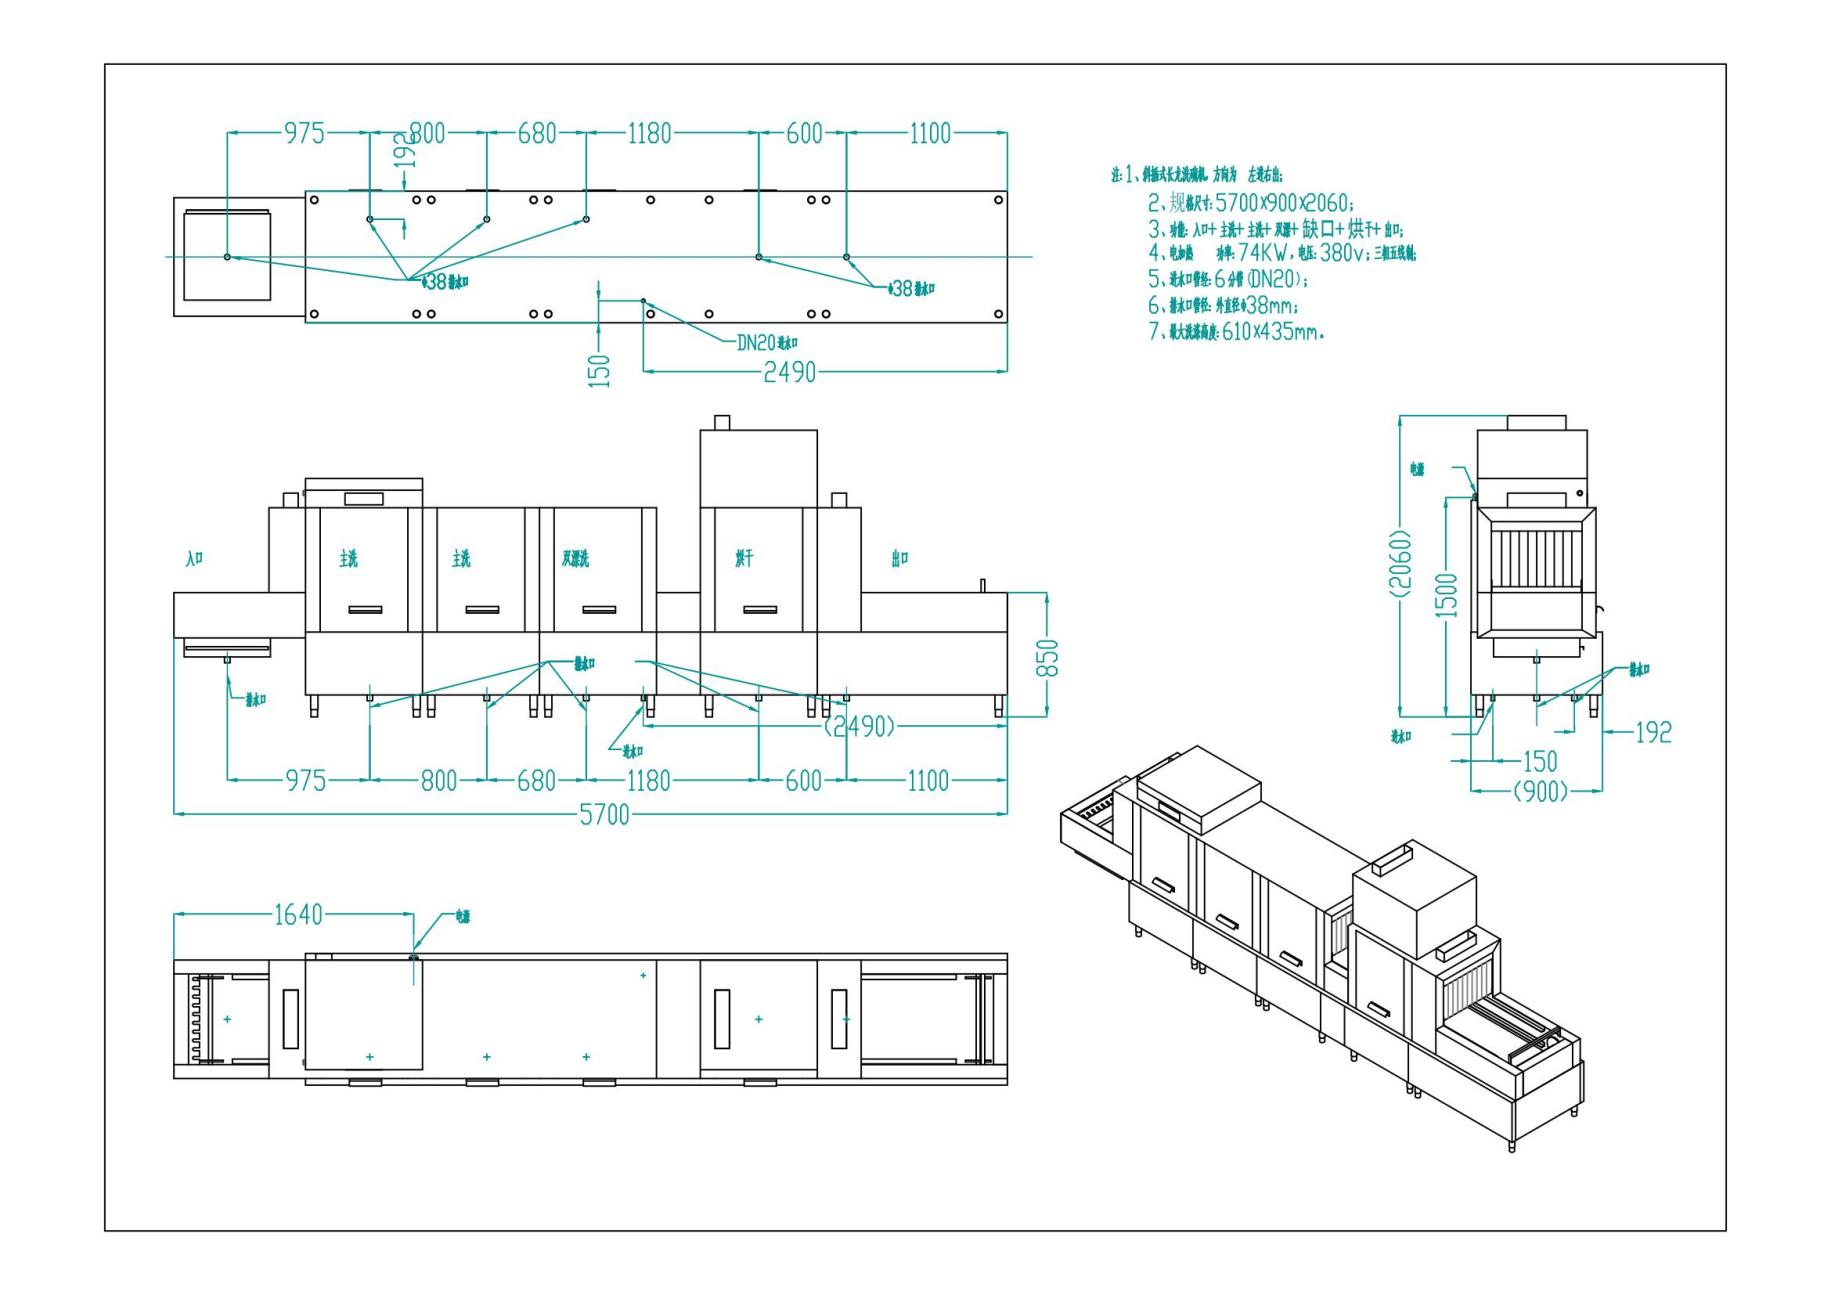 975 800 680 1180 600 1100
192
Φ38排水口
Φ38排水口
DN20进水口
150
2490
注:1、斜插式长龙洗碗机,方向为 左进右出;
2、规格尺寸:5700X900X2060;
3、功能:入口+主洗+主洗+双漂+缺口+烘干+出口;
4、电加热 功率:74KW,电压:380v;三相五线制;
5、进水口管径:6分管(DN20);
6、排水口管径:外直径Φ38mm;
7、最大洗涤高度:610X435mm。
入口 主洗 主洗 双漂洗 烘干 出口
850
排水口
排水口
(2490)
进水口
975 800 680 1180 600 1100
5700
电源
(2060)
1500
排水口
进水口
192
150
(900)
1640
电源